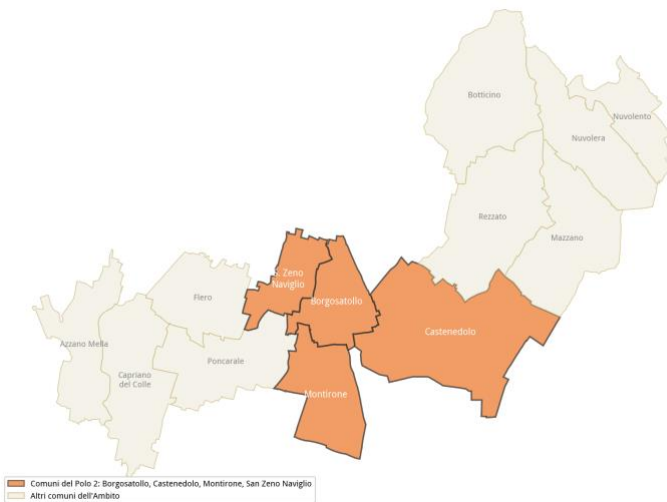 Botticino
Nuvolento
Nuvolera
Rezzato
Mazzano
S. Zeno
Naviglio
Flero
Borgosatollo
Castenedolo
Azzano Mella
Poncarale
Capriano
del Colle
Montirone
Comuni del Polo 2: Borgosatollo, Castenedolo, Montirone, San Zeno Naviglio
Altri comuni dell'Ambito